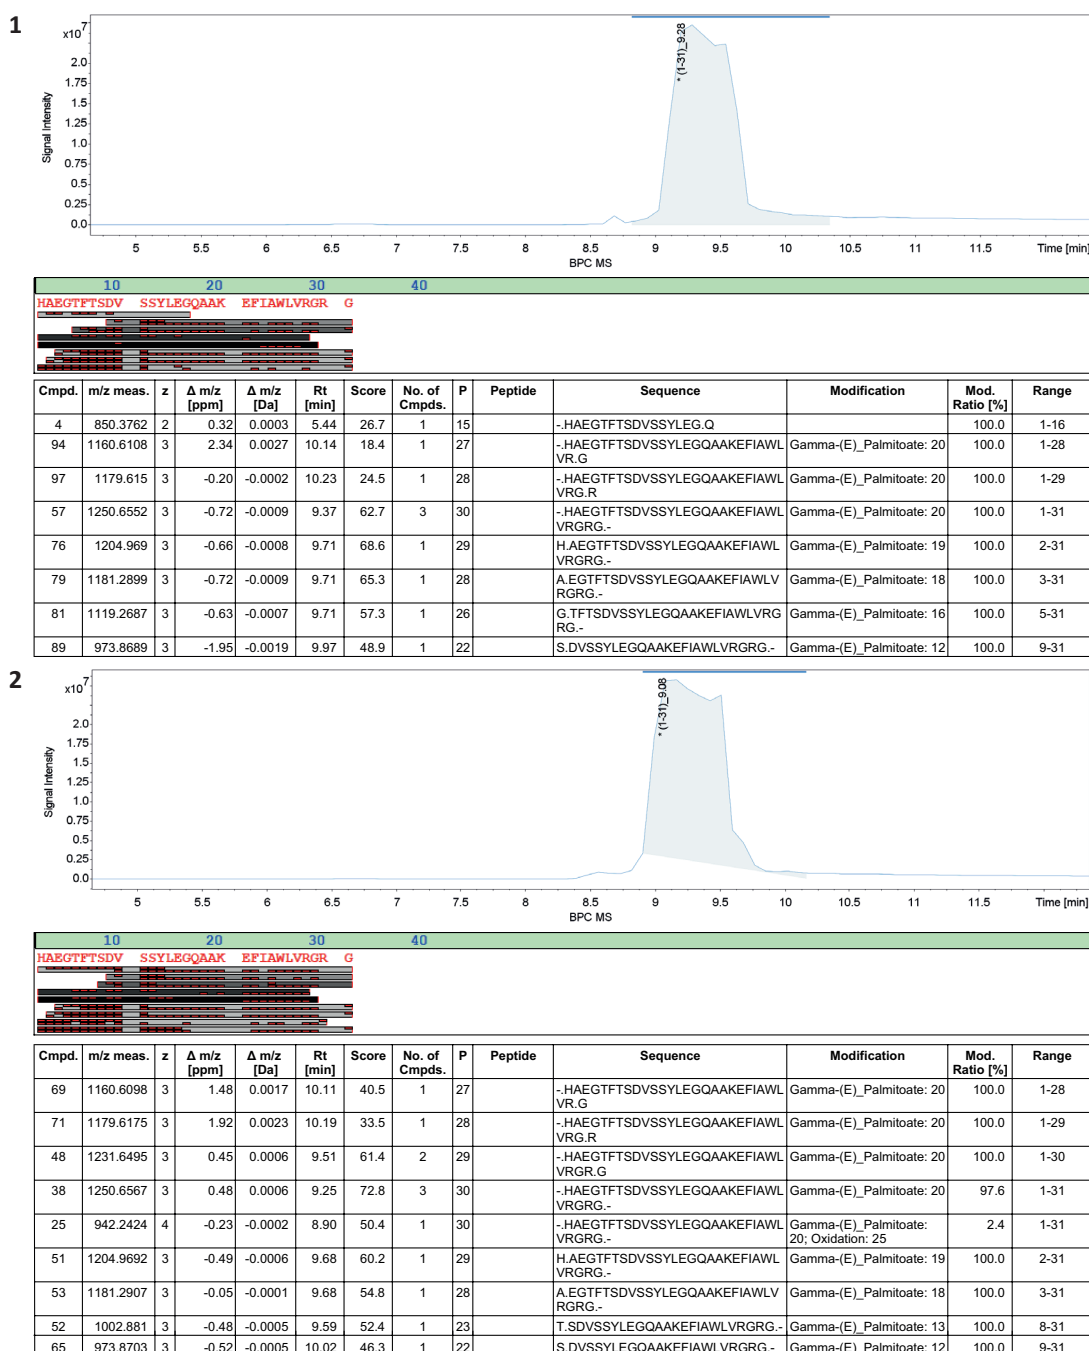 1
x10⁷
2.0
1.75
1.5
1.25
1.0
0.75
0.5
0.25
0.0
Signal Intensity
* (1-31)_9.28
5 5.5 6 6.5 7 7.5 8 8.5 9 9.5 10 10.5 11 11.5 Time [min]
BPC MS
10 20 30 40
HAEGTFTSDV SSYLEGQAAK EFIAWLVRGR G
Cmpd. m/z meas. z Δ m/z [ppm] Δ m/z [Da] Rt [min] Score No. of Cmpds. P Peptide Sequence Modification Mod. Ratio [%] Range
4 850.3762 2 0.32 0.0003 5.44 26.7 1 15 -.HAEGTFTSDVSSYLEG.Q 100.0 1-16
94 1160.6108 3 2.34 0.0027 10.14 18.4 1 27 -.HAEGTFTSDVSSYLEGQAAKEFIAWL Gamma-(E)_Palmitoate: 20 100.0 1-28
VR.G
97 1179.615 3 -0.20 -0.0002 10.23 24.5 1 28 -.HAEGTFTSDVSSYLEGQAAKEFIAWL Gamma-(E)_Palmitoate: 20 100.0 1-29
VRG.R
57 1250.6552 3 -0.72 -0.0009 9.37 62.7 3 30 -.HAEGTFTSDVSSYLEGQAAKEFIAWL Gamma-(E)_Palmitoate: 20 100.0 1-31
VRGRG.-
76 1204.969 3 -0.66 -0.0008 9.71 68.6 1 29 H.AEGTFTSDVSSYLEGQAAKEFIAWL Gamma-(E)_Palmitoate: 19 100.0 2-31
VRGRG.-
79 1181.2899 3 -0.72 -0.0009 9.71 65.3 1 28 A.EGTFTSDVSSYLEGQAAKEFIAWLV Gamma-(E)_Palmitoate: 18 100.0 3-31
RGRG.-
81 1119.2687 3 -0.63 -0.0007 9.71 57.3 1 26 G.TFTSDVSSYLEGQAAKEFIAWLVRG Gamma-(E)_Palmitoate: 16 100.0 5-31
RG.-
89 973.8689 3 -1.95 -0.0019 9.97 48.9 1 22 S.DVSSYLEGQAAKEFIAWLVRGRG.- Gamma-(E)_Palmitoate: 12 100.0 9-31
2
x10⁷
2.0
1.75
1.5
1.25
1.0
0.75
0.5
0.25
0.0
Signal Intensity
* (1-31)_9.08
5 5.5 6 6.5 7 7.5 8 8.5 9 9.5 10 10.5 11 11.5 Time [min]
BPC MS
10 20 30 40
HAEGTFTSDV SSYLEGQAAK EFIAWLVRGR G
Cmpd. m/z meas. z Δ m/z [ppm] Δ m/z [Da] Rt [min] Score No. of Cmpds. P Peptide Sequence Modification Mod. Ratio [%] Range
69 1160.6098 3 1.48 0.0017 10.11 40.5 1 27 -.HAEGTFTSDVSSYLEGQAAKEFIAWL Gamma-(E)_Palmitoate: 20 100.0 1-28
VR.G
71 1179.6175 3 1.92 0.0023 10.19 33.5 1 28 -.HAEGTFTSDVSSYLEGQAAKEFIAWL Gamma-(E)_Palmitoate: 20 100.0 1-29
VRG.R
48 1231.6495 3 0.45 0.0006 9.51 61.4 2 29 -.HAEGTFTSDVSSYLEGQAAKEFIAWL Gamma-(E)_Palmitoate: 20 100.0 1-30
VRGR.G
38 1250.6567 3 0.48 0.0006 9.25 72.8 3 30 -.HAEGTFTSDVSSYLEGQAAKEFIAWL Gamma-(E)_Palmitoate: 20 97.6 1-31
VRGRG.-
25 942.2424 4 -0.23 -0.0002 8.90 50.4 1 30 -.HAEGTFTSDVSSYLEGQAAKEFIAWL Gamma-(E)_Palmitoate: 2.4 1-31
VRGRG.- 20; Oxidation: 25
51 1204.9692 3 -0.49 -0.0006 9.68 60.2 1 29 H.AEGTFTSDVSSYLEGQAAKEFIAWL Gamma-(E)_Palmitoate: 19 100.0 2-31
VRGRG.-
53 1181.2907 3 -0.05 -0.0001 9.68 54.8 1 28 A.EGTFTSDVSSYLEGQAAKEFIAWLV Gamma-(E)_Palmitoate: 18 100.0 3-31
RGRG.-
52 1002.881 3 -0.48 -0.0005 9.59 52.4 1 23 T.SDVSSYLEGQAAKEFIAWLVRGRG.- Gamma-(E)_Palmitoate: 13 100.0 8-31
65 973.8703 3 -0.52 -0.0005 10.02 46.3 1 22 S.DVSSYLEGQAAKEFIAWLVRGRG.- Gamma-(E)_Palmitoate: 12 100.0 9-31